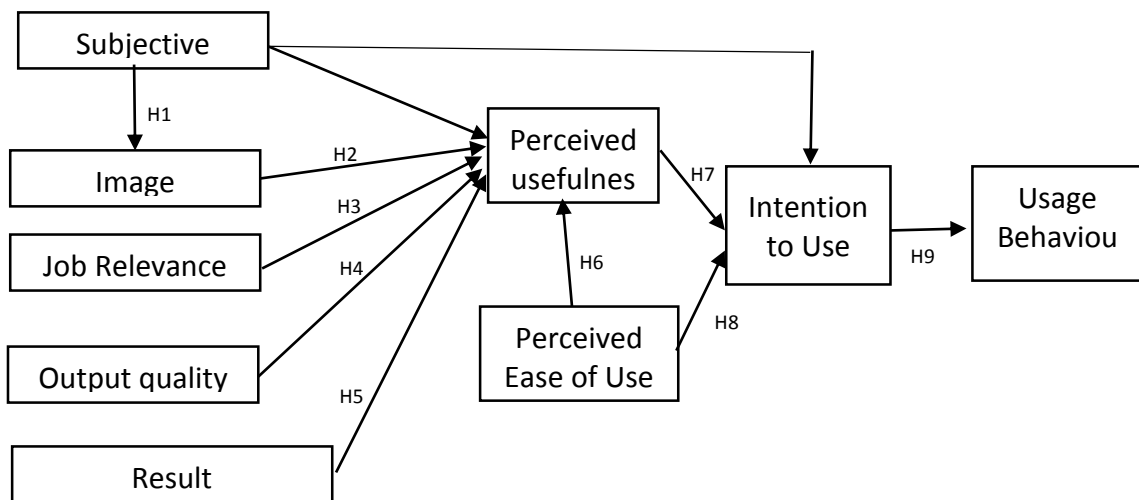 Subjective
H1
Image
H2
Job Relevance
H3
Output quality
H4
Result
H5
Perceived
usefulnes
H6
Perceived
Ease of Use
H7
H8
Intention
to Use
H9
Usage
Behaviou